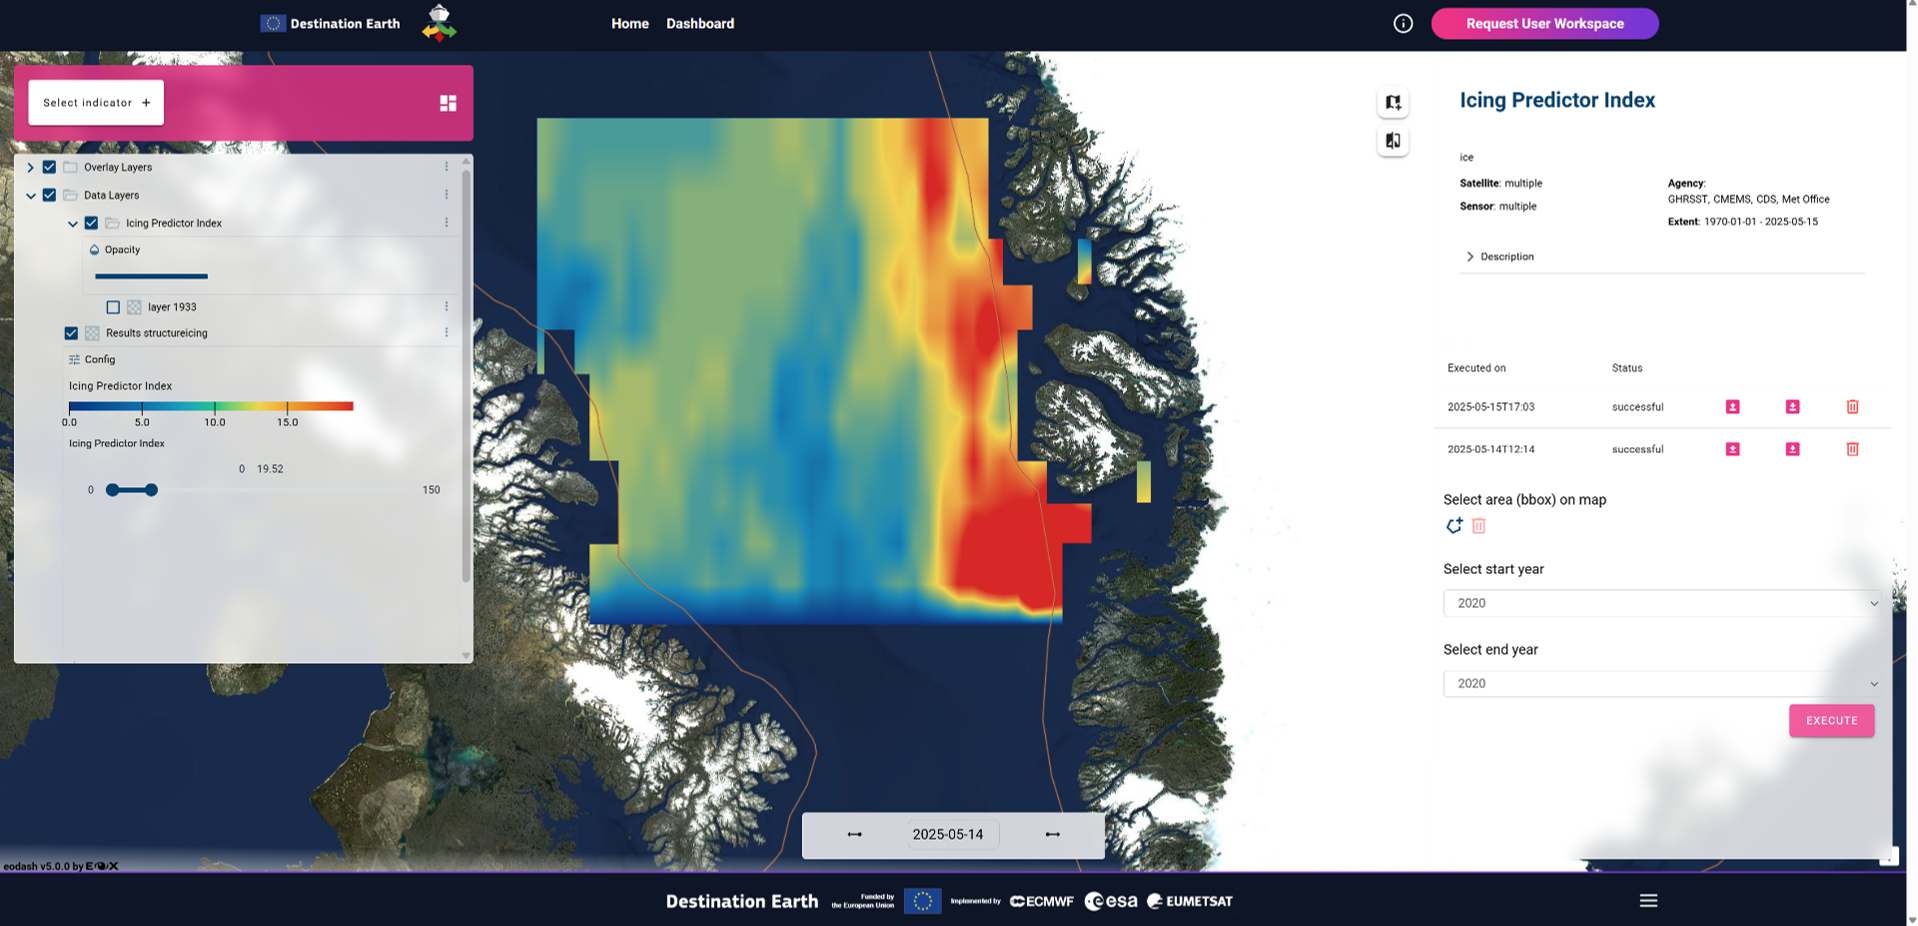 Destination Earth
Home
Dashboard
Request User Workspace
Select indicator +
Overlay Layers
Data Layers
Icing Predictor Index
Opacity
layer 1933
Results structureicing
Config
Icing Predictor Index
0.0 5.0 10.0 15.0
Icing Predictor Index
0 19.52
0 150
Icing Predictor Index
ice
Satellite: multiple
Sensor: multiple
Agency:
GHRSST, CMEMS, CDS, Met Office
Extent: 1970-01-01 - 2025-05-15
Description
Executed on Status
2025-05-15T17:03 successful
2025-05-14T12:14 successful
Select area (bbox) on map
Select start year
2020
Select end year
2020
EXECUTE
2025-05-14
eodash v5.0.0 by EOX
Destination Earth
Funded by
the European Union
Implemented by
ECMWF
esa
EUMETSAT